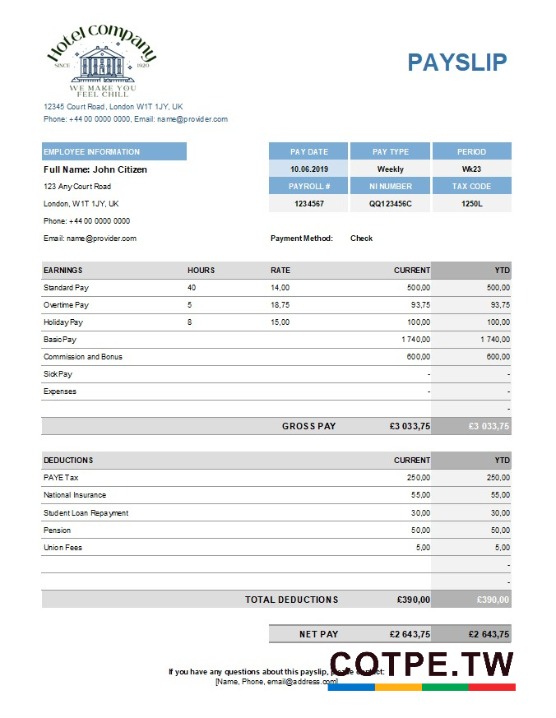 Hotel Company
SINCE 1920
WE MAKE YOU
FEEL CHILL
PAYSLIP
12345 Court Road, London W1T 1JY, UK
Phone: +44 00 0000 0000, Email: name@provider.com
EMPLOYEE INFORMATION PAY DATE PAY TYPE PERIOD
Full Name: John Citizen 10.06.2019 Weekly Wk23
123 Any Court Road PAYROLL # NI NUMBER TAX CODE
London, W1T 1JY, UK 1234567 QQ123456C 1250L
Phone: +44 00 0000 0000
Email: name@provider.com Payment Method: Check
EARNINGS HOURS RATE CURRENT YTD
Standard Pay 40 14,00 500,00 500,00
Overtime Pay 5 18,75 93,75 93,75
Holiday Pay 8 15,00 100,00 100,00
Basic Pay 1 740,00 1 740,00
Commission and Bonus 600,00 600,00
Sick Pay - -
Expenses - -
-
GROSS PAY £3 033,75 £3 033,75
DEDUCTIONS CURRENT YTD
PAYE Tax 250,00 250,00
National Insurance 55,00 55,00
Student Loan Repayment 30,00 30,00
Pension 50,00 50,00
Union Fees 5,00 5,00
-
-
TOTAL DEDUCTIONS £390,00 £390,00
NET PAY £2 643,75 £2 643,75
If you have any questions about this payslip, please contact:
[Name, Phone, email@address.com]
COTPE.TW